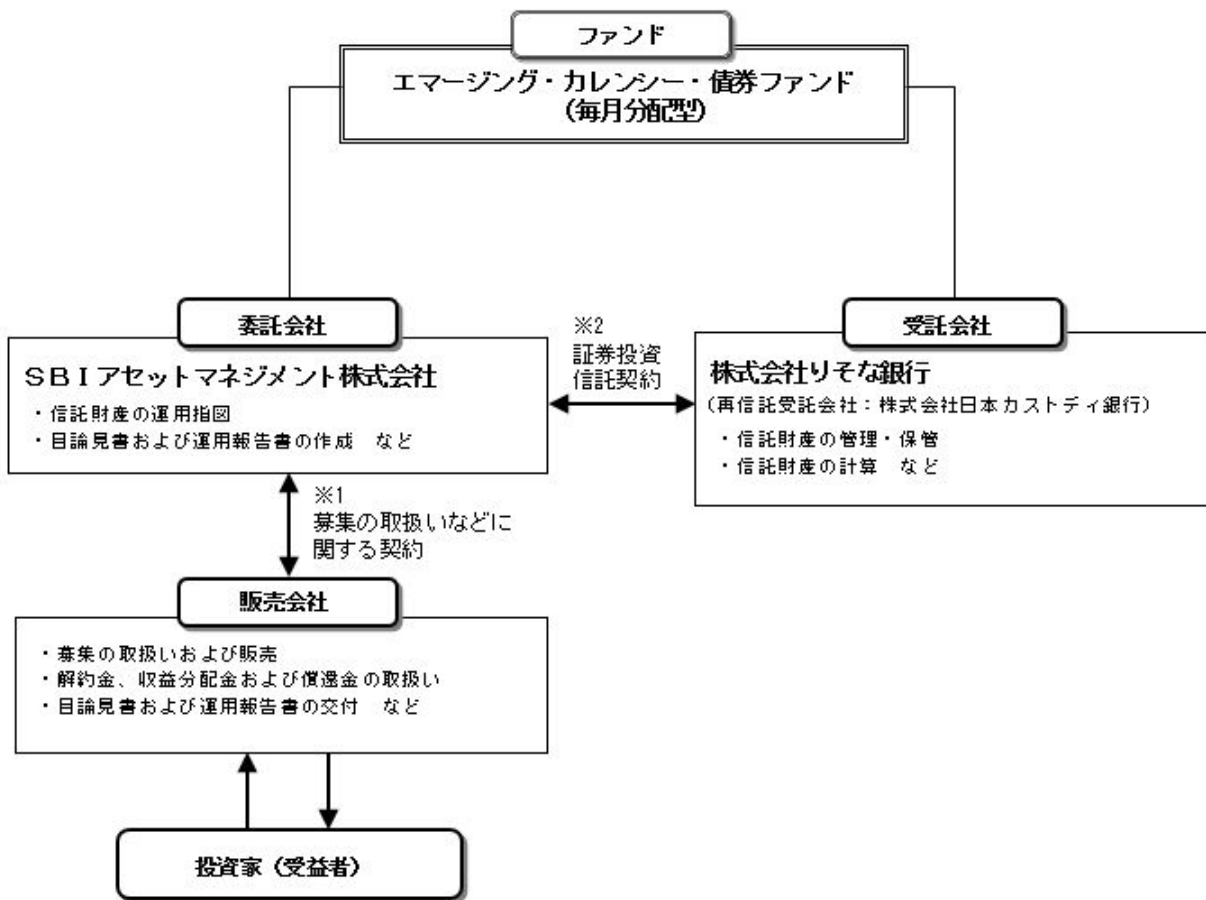 ファンド
エマージング・カレンシー・債券ファンド
(毎月分配型)
委託会社
SBIアセットマネジメント株式会社
・信託財産の運用指図
・目論見書および運用報告書の作成 など
※2
証券投資
信託契約
受託会社
株式会社りそな銀行
(再信託受託会社：株式会社日本カストディ銀行)
・信託財産の管理・保管
・信託財産の計算 など
※1
募集の取扱いなどに
関する契約
販売会社
・募集の取扱いおよび販売
・解約金、収益分配金および償還金の取扱い
・目論見書および運用報告書の交付 など
投資家（受益者）